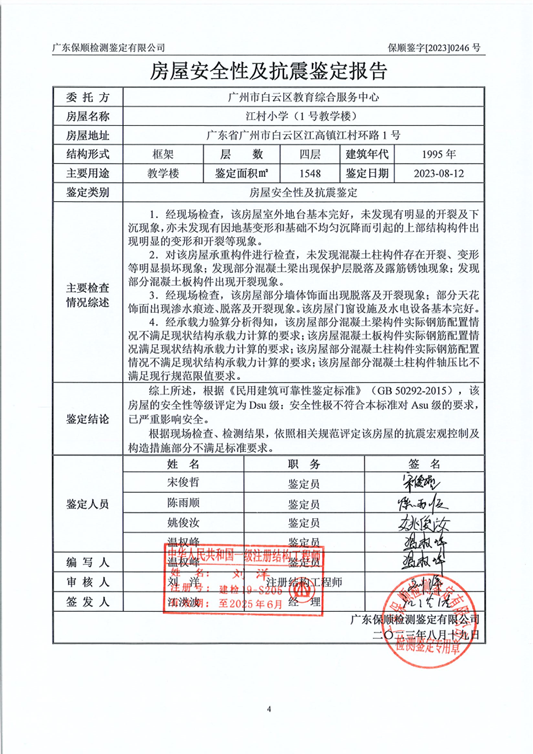 广东保顺检测鉴定有限公司 保顺鉴字[2023]0246 号
房屋安全性及抗震鉴定报告
委 托 方 广州市白云区教育综合服务中心
房屋名称 江村小学（1 号教学楼）
房屋地址 广东省广州市白云区江高镇江村环路 1 号
结构形式 框架 层 数 四层 建筑年代 1995 年
主要用途 教学楼 鉴定面积㎡ 1548 鉴定日期 2023-08-12
鉴定类别 房屋安全性及抗震鉴定
主要检查
情况综述
1．经现场检查，该房屋室外地台基本完好，未发现有明显的开裂及下
沉现象，亦未发现有因地基变形和基础不均匀沉降而引起的上部结构构件出
现明显的变形和开裂等现象。
2．对该房屋承重构件进行检查，未发现混凝土柱构件存在开裂、变形
等明显损坏现象；发现部分混凝土梁出现保护层脱落及露筋锈蚀现象；发现
部分混凝土板构件出现开裂现象。
3．经现场检查，该房屋部分墙体饰面出现脱落及开裂现象；部分天花
饰面出现渗水痕迹、脱落及开裂现象。该房屋门窗设施及水电设备基本完好。
4．经承载力验算分析得知，该房屋部分混凝土梁构件实际钢筋配置情
况不满足现状结构承载力计算的要求；该房屋混凝土板构件实际钢筋配置情
况满足现状结构承载力计算的要求；该房屋部分混凝土柱构件实际钢筋配置
情况不满足现状结构承载力计算的要求；该房屋部分混凝土柱构件轴压比不
满足现行规范限值要求。
鉴定结论
综上所述，根据《民用建筑可靠性鉴定标准》（GB 50292-2015），该
房屋的安全性等级评定为 Dsu 级：安全性极不符合本标准对 Asu 级的要求，
已严重影响安全。
根据现场检查、检测结果，依照相关规范评定该房屋的抗震宏观控制及
构造措施部分不满足标准要求。
鉴定人员
姓 名 职 务 签 名
宋俊哲 鉴定员 宋俊哲
陈雨顺 鉴定员
姚俊汝 鉴定员 姚俊汝
温权峰 鉴定员 温权峰
编 写 人 温权峰 鉴定员 温权峰
审 核 人 刘 洋 注册结构工程师 刘洋
签 发 人 江洪波 经 理
中华人民共和国一级注册结构工程师
姓 名： 刘 洋
注册号：建检19-S205
有效期：至2025年6月
广东保顺检测鉴定有限公司
二〇二三年八月十九日
检测鉴定专用章
4